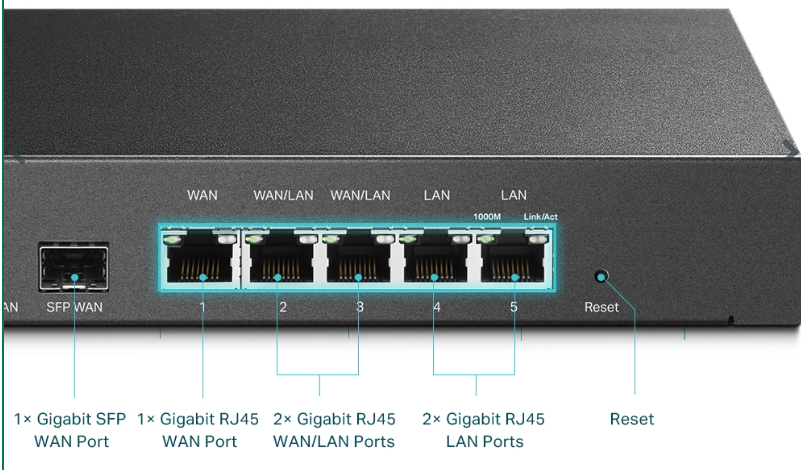 WAN
WAN/LAN
WAN/LAN
LAN
LAN
1000M
Link/Act
SFP WAN
1
2
3
4
5
Reset
1× Gigabit SFP
WAN Port
1× Gigabit RJ45
WAN Port
2× Gigabit RJ45
WAN/LAN Ports
2× Gigabit RJ45
LAN Ports
Reset